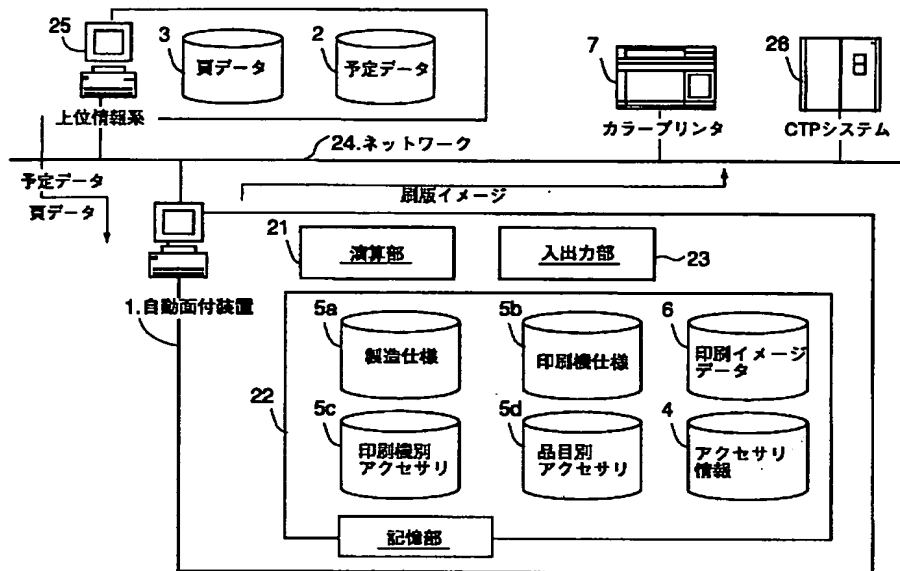 25
3
頁データ
2
予定データ
上位情報系
7
カラープリンタ
26
CTPシステム
24.ネットワーク
予定データ
頁データ
刷版イメージ
1.自動面付装置
21
演算部
入出力部
23
22
5a
製造仕様
5b
印刷機仕様
6
印刷イメージ
データ
5c
印刷機別
アクセサリ
5d
品目別
アクセサリ
4
アクセサリ
情報
記憶部